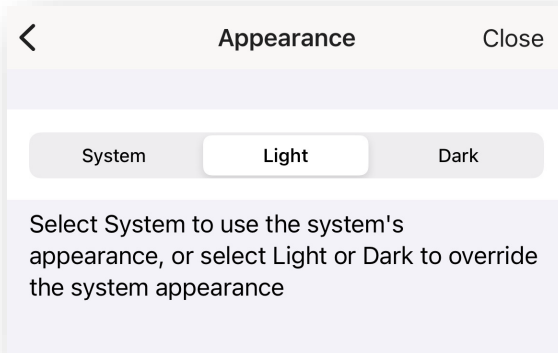 Appearance
Close
System
Light
Dark
Select System to use the system's
appearance, or select Light or Dark to override
the system appearance